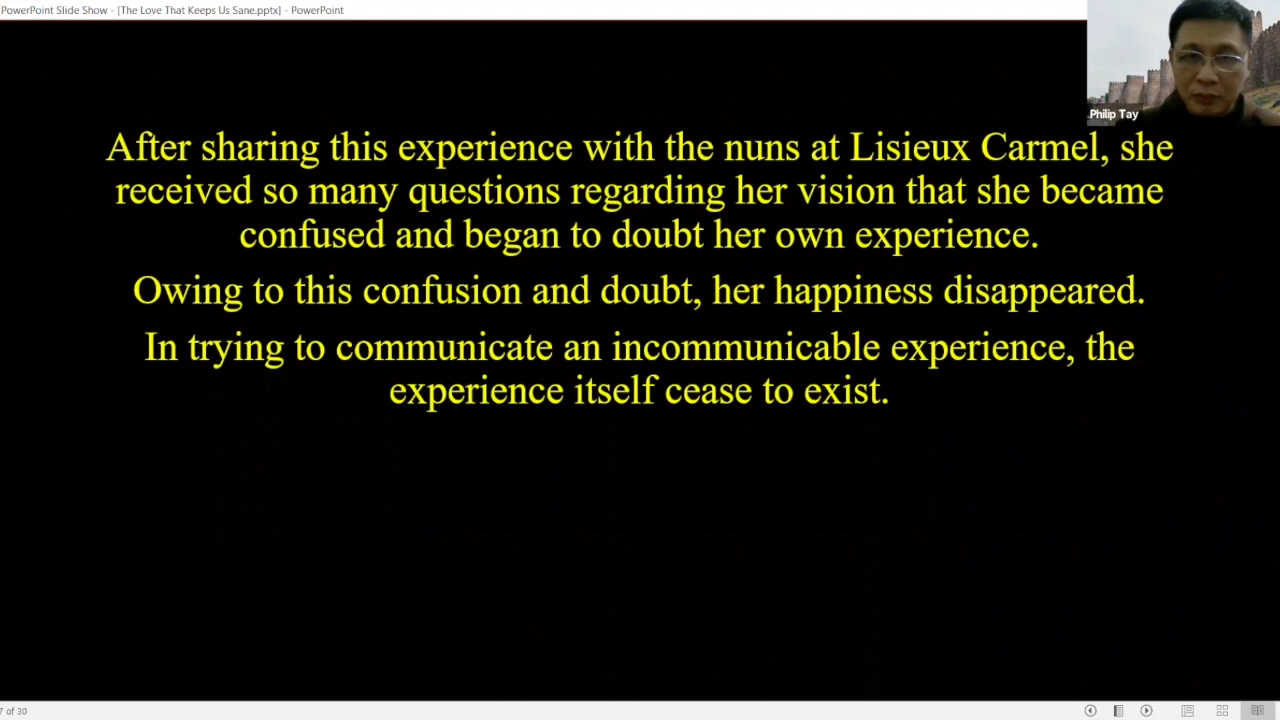 PowerPoint Slide Show - [The Love That Keeps Us Sane.pptx] - PowerPoint
Philip Tay
After sharing this experience with the nuns at Lisieux Carmel, she
received so many questions regarding her vision that she became
confused and began to doubt her own experience.
Owing to this confusion and doubt, her happiness disappeared.
In trying to communicate an incommunicable experience, the
experience itself cease to exist.
7 of 30